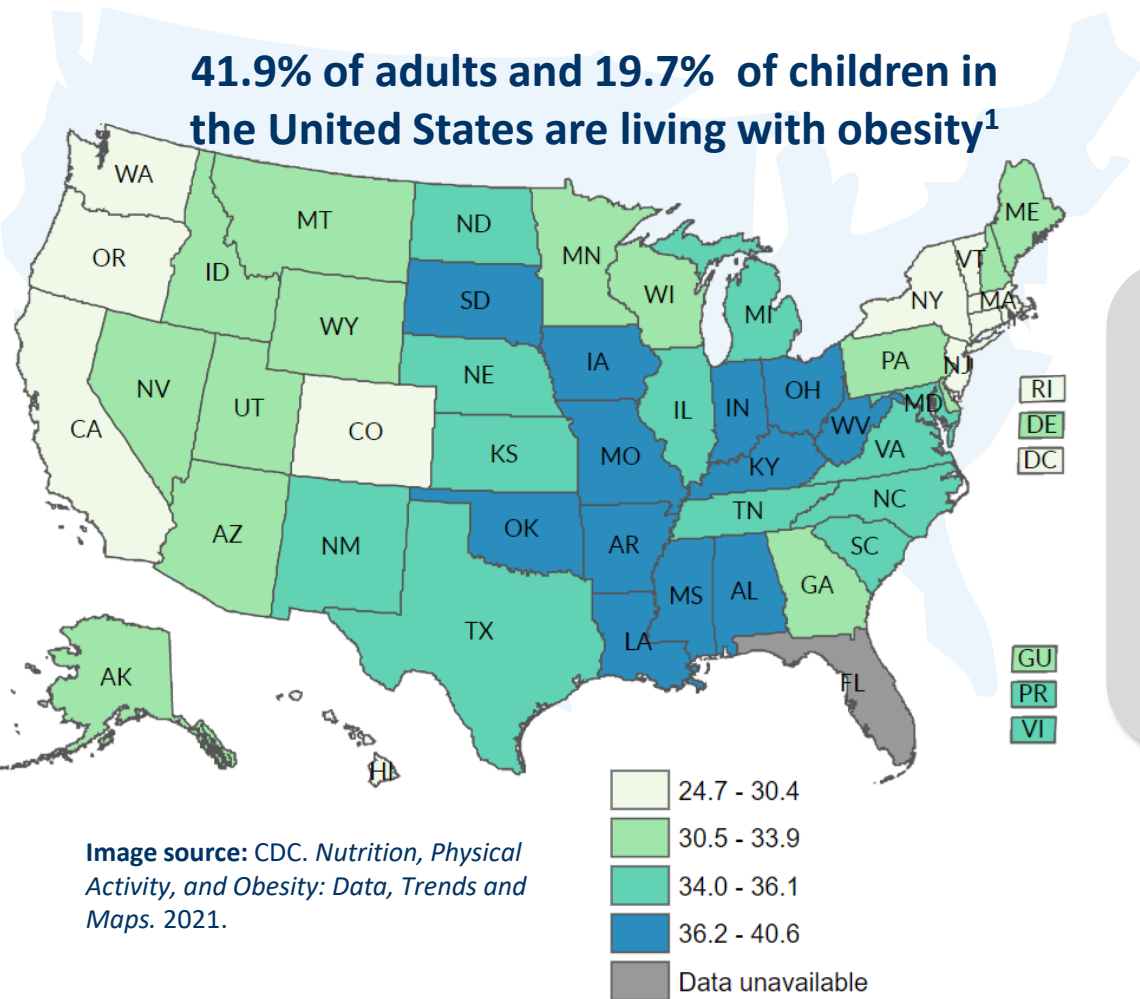 41.9% of adults and 19.7% of children in
the United States are living with obesity1
WA
OR
CA
ID
NV
MT
WY
UT
AZ
CO
NM
ND
SD
NE
KS
OK
TX
MN
IA
MO
AR
LA
WI
IL
MI
IN
OH
KY
TN
MS
AL
GA
FL
SC
NC
VA
WV
MD
PA
NY
NJ
VT
MA
ME
RI
DE
DC
GU
PR
VI
AK
HI
24.7 - 30.4
30.5 - 33.9
34.0 - 36.1
36.2 - 40.6
Data unavailable
Image source: CDC. Nutrition, Physical
Activity, and Obesity: Data, Trends and
Maps. 2021.